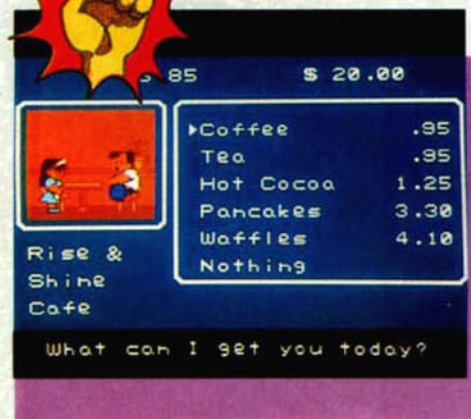 85 $ 20.00
▶Coffee .95
Tea .95
Hot Cocoa 1.25
Pancakes 3.30
Waffles 4.10
Nothing
Rise &
Shine
Cafe
What can I get you today?